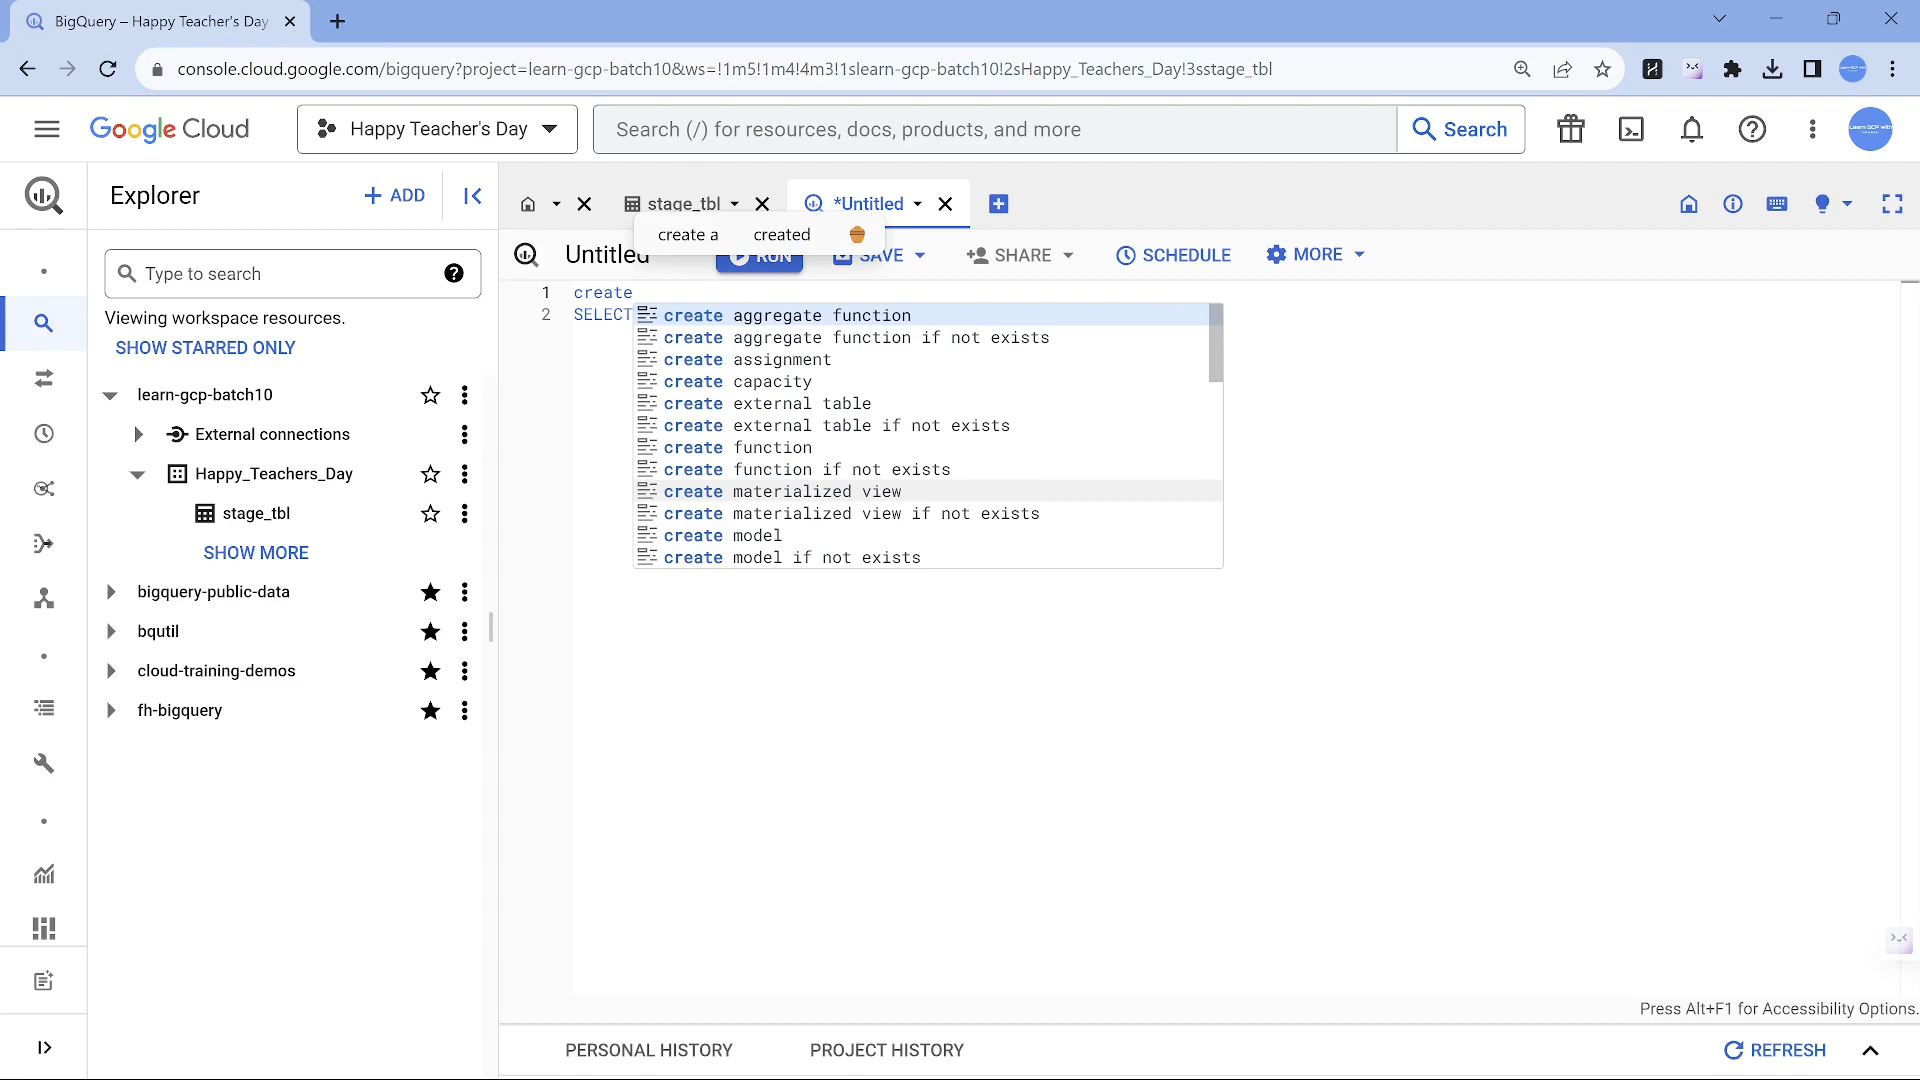 BigQuery – Happy Teacher's Day
console.cloud.google.com/bigquery?project=learn-gcp-batch10&ws=!1m5!1m4!4m3!1slearn-gcp-batch10!2sHappy_Teachers_Day!3sstage_tbl
Google Cloud
Happy Teacher's Day
Search (/) for resources, docs, products, and more
Search
Explorer
+ ADD
stage_tbl
*Untitled
create a created
Untitled
RUN
SAVE
SHARE
SCHEDULE
MORE
Type to search
Viewing workspace resources.
SHOW STARRED ONLY
learn-gcp-batch10
External connections
Happy_Teachers_Day
stage_tbl
SHOW MORE
bigquery-public-data
bqutil
cloud-training-demos
fh-bigquery
1 create
2 SELECT
create aggregate function
create aggregate function if not exists
create assignment
create capacity
create external table
create external table if not exists
create function
create function if not exists
create materialized view
create materialized view if not exists
create model
create model if not exists
Press Alt+F1 for Accessibility Options.
PERSONAL HISTORY
PROJECT HISTORY
REFRESH